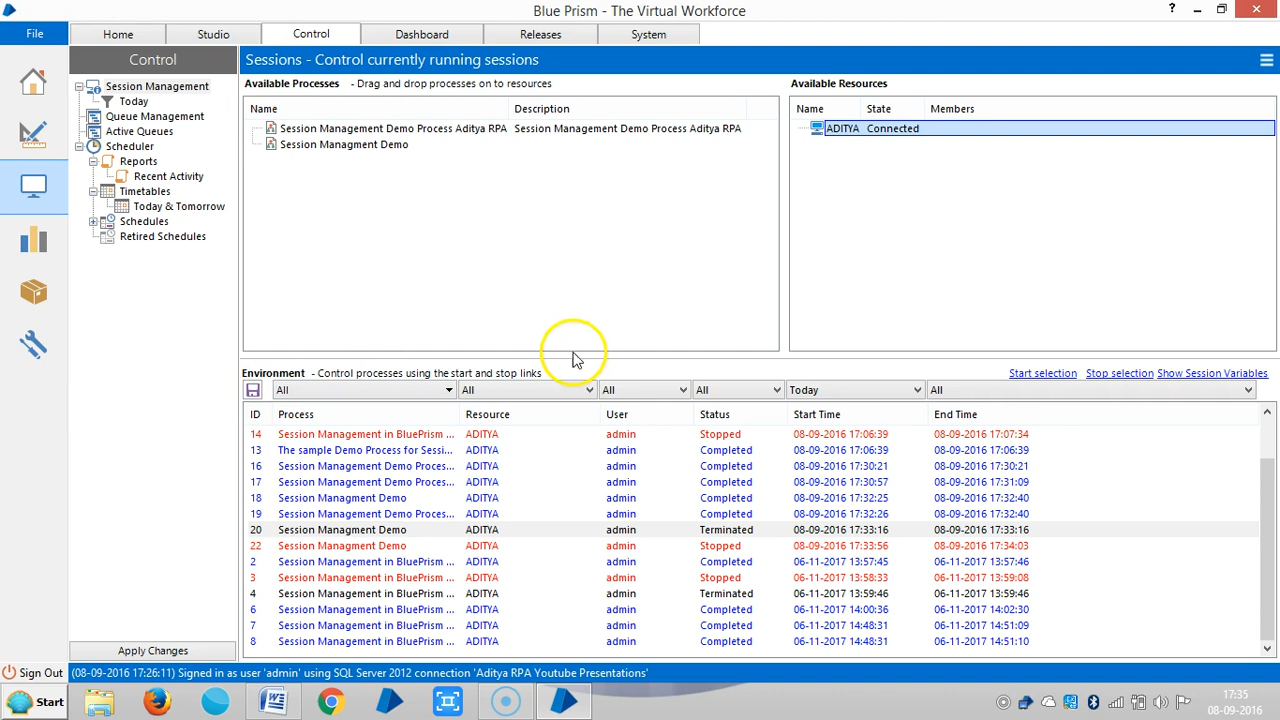 Blue Prism - The Virtual Workforce
File
Home
Studio
Control
Dashboard
Releases
System
Control
Session Management
Today
Queue Management
Active Queues
Scheduler
Reports
Recent Activity
Timetables
Today & Tomorrow
Schedules
Retired Schedules
Apply Changes
Sessions - Control currently running sessions
Available Processes - Drag and drop processes on to resources
Name Description
Session Management Demo Process Aditya RPA Session Management Demo Process Aditya RPA
Session Managment Demo
Available Resources
Name State Members
ADITYA Connected
Environment - Control processes using the start and stop links
Start selection Stop selection Show Session Variables
All All All All Today All
ID Process Resource User Status Start Time End Time
14 Session Management in BluePrism ... ADITYA admin Stopped 08-09-2016 17:06:39 08-09-2016 17:07:34
13 The sample Demo Process for Sessi... ADITYA admin Completed 08-09-2016 17:06:39 08-09-2016 17:06:39
16 Session Management Demo Proces... ADITYA admin Completed 08-09-2016 17:30:21 08-09-2016 17:30:21
17 Session Management Demo Proces... ADITYA admin Completed 08-09-2016 17:30:57 08-09-2016 17:31:09
18 Session Managment Demo ADITYA admin Completed 08-09-2016 17:32:25 08-09-2016 17:32:40
19 Session Management Demo Proces... ADITYA admin Completed 08-09-2016 17:32:26 08-09-2016 17:32:40
20 Session Managment Demo ADITYA admin Terminated 08-09-2016 17:33:16 08-09-2016 17:33:16
22 Session Managment Demo ADITYA admin Stopped 08-09-2016 17:33:56 08-09-2016 17:34:03
2 Session Management in BluePrism ... ADITYA admin Completed 06-11-2017 13:57:45 06-11-2017 13:57:46
3 Session Management in BluePrism ... ADITYA admin Stopped 06-11-2017 13:58:33 06-11-2017 13:59:08
4 Session Management in BluePrism ... ADITYA admin Terminated 06-11-2017 13:59:46 06-11-2017 13:59:46
6 Session Management in BluePrism ... ADITYA admin Completed 06-11-2017 14:00:36 06-11-2017 14:02:30
7 Session Management in BluePrism ... ADITYA admin Completed 06-11-2017 14:48:31 06-11-2017 14:51:09
8 Session Management in BluePrism ... ADITYA admin Completed 06-11-2017 14:48:31 06-11-2017 14:51:10
Sign Out (08-09-2016 17:26:11) Signed in as user 'admin' using SQL Server 2012 connection 'Aditya RPA Youtube Presentations'
Start
17:35
08-09-2016